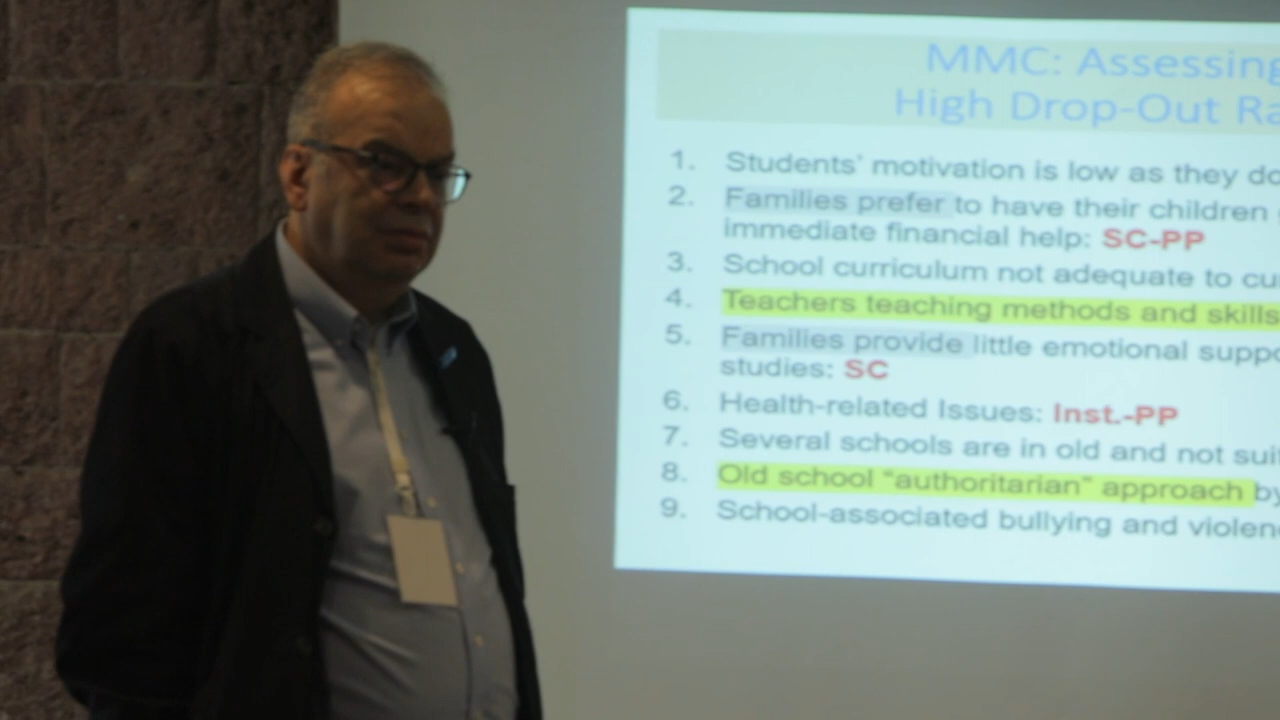 MMC: Assessing
High Drop-Out Ra
1. Students' motivation is low as they do
2. Families prefer to have their children
immediate financial help: SC-PP
3. School curriculum not adequate to cu
4. Teachers teaching methods and skills
5. Families provide little emotional suppo
studies: SC
6. Health-related Issues: Inst.-PP
7. Several schools are in old and not suit
8. Old school "authoritarian" approach by
9. School-associated bullying and violen